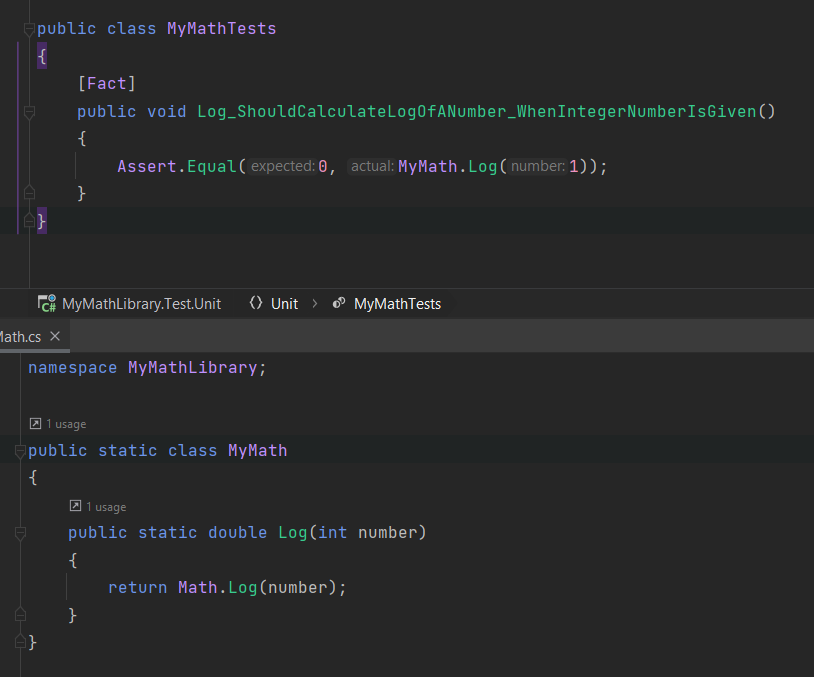 public class MyMathTests
{
[Fact]
public void Log_ShouldCalculateLogOfANumber_WhenIntegerNumberIsGiven()
{
Assert.Equal( expected: 0, actual: MyMath.Log( number: 1));
}
}
MyMathLibrary.Test.Unit Unit MyMathTests
Math.cs
namespace MyMathLibrary;
1 usage
public static class MyMath
{
1 usage
public static double Log(int number)
{
return Math.Log(number);
}
}